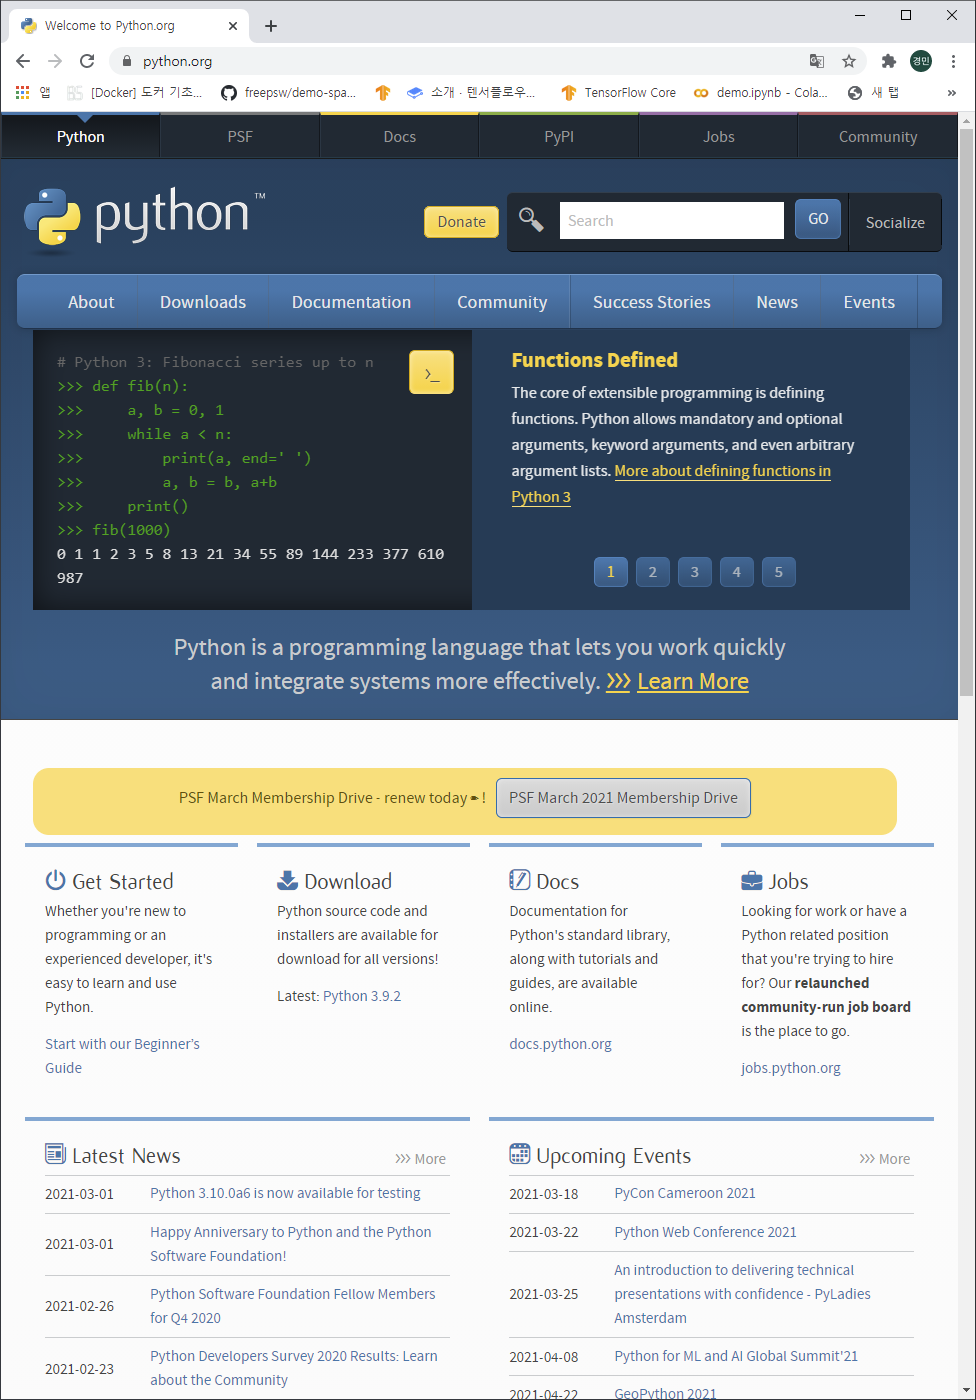 Welcome to Python.org
python.org
경민
앱
[Docker] 도커 기초...
freepsw/demo-spa...
소개 · 텐서플로우...
TensorFlow Core
demo.ipynb - Cola...
새 탭
»
Python PSF Docs PyPI Jobs Community
python™
Donate
Search
GO
Socialize
About Downloads Documentation Community Success Stories News Events
# Python 3: Fibonacci series up to n
>>> def fib(n):
>>>     a, b = 0, 1
>>>     while a < n:
>>>         print(a, end=' ')
>>>         a, b = b, a+b
>>>     print()
>>> fib(1000)
0 1 1 2 3 5 8 13 21 34 55 89 144 233 377 610
987
>_
Functions Defined
The core of extensible programming is defining
functions. Python allows mandatory and optional
arguments, keyword arguments, and even arbitrary
argument lists. More about defining functions in
Python 3
1 2 3 4 5
Python is a programming language that lets you work quickly
and integrate systems more effectively. >>> Learn More
PSF March Membership Drive - renew today ✒ ! PSF March 2021 Membership Drive
Get Started
Whether you're new to
programming or an
experienced developer, it's
easy to learn and use
Python.
Start with our Beginner's
Guide
Download
Python source code and
installers are available for
download for all versions!
Latest: Python 3.9.2
Docs
Documentation for
Python's standard library,
along with tutorials and
guides, are available
online.
docs.python.org
Jobs
Looking for work or have a
Python related position
that you're trying to hire
for? Our relaunched
community-run job board
is the place to go.
jobs.python.org
Latest News
>>> More
2021-03-01 Python 3.10.0a6 is now available for testing
2021-03-01 Happy Anniversary to Python and the Python
Software Foundation!
2021-02-26 Python Software Foundation Fellow Members
for Q4 2020
2021-02-23 Python Developers Survey 2020 Results: Learn
about the Community
Upcoming Events
>>> More
2021-03-18 PyCon Cameroon 2021
2021-03-22 Python Web Conference 2021
2021-03-25 An introduction to delivering technical
presentations with confidence - PyLadies
Amsterdam
2021-04-08 Python for ML and AI Global Summit'21
2021-04-22 GeoPython 2021